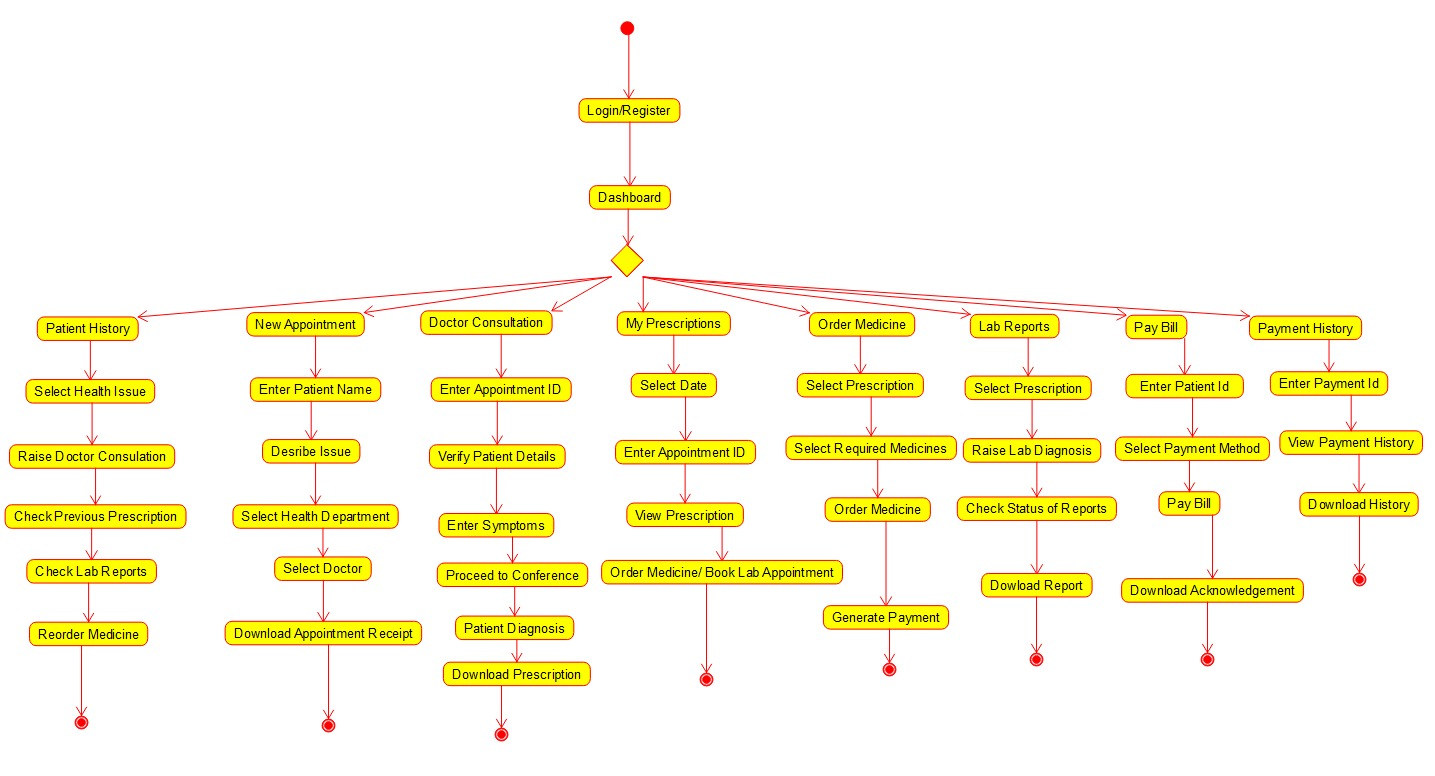 Login/Register
Dashboard
Patient History
Select Health Issue
Raise Doctor Consulation
Check Previous Prescription
Check Lab Reports
Reorder Medicine
New Appointment
Enter Patient Name
Desribe Issue
Select Health Department
Select Doctor
Download Appointment Receipt
Doctor Consultation
Enter Appointment ID
Verify Patient Details
Enter Symptoms
Proceed to Conference
Patient Diagnosis
Download Prescription
My Prescriptions
Select Date
Enter Appointment ID
View Prescription
Order Medicine/ Book Lab Appointment
Order Medicine
Select Prescription
Select Required Medicines
Order Medicine
Generate Payment
Lab Reports
Select Prescription
Raise Lab Diagnosis
Check Status of Reports
Dowload Report
Pay Bill
Enter Patient Id
Select Payment Method
Pay Bill
Download Acknowledgement
Payment History
Enter Payment Id
View Payment History
Download History